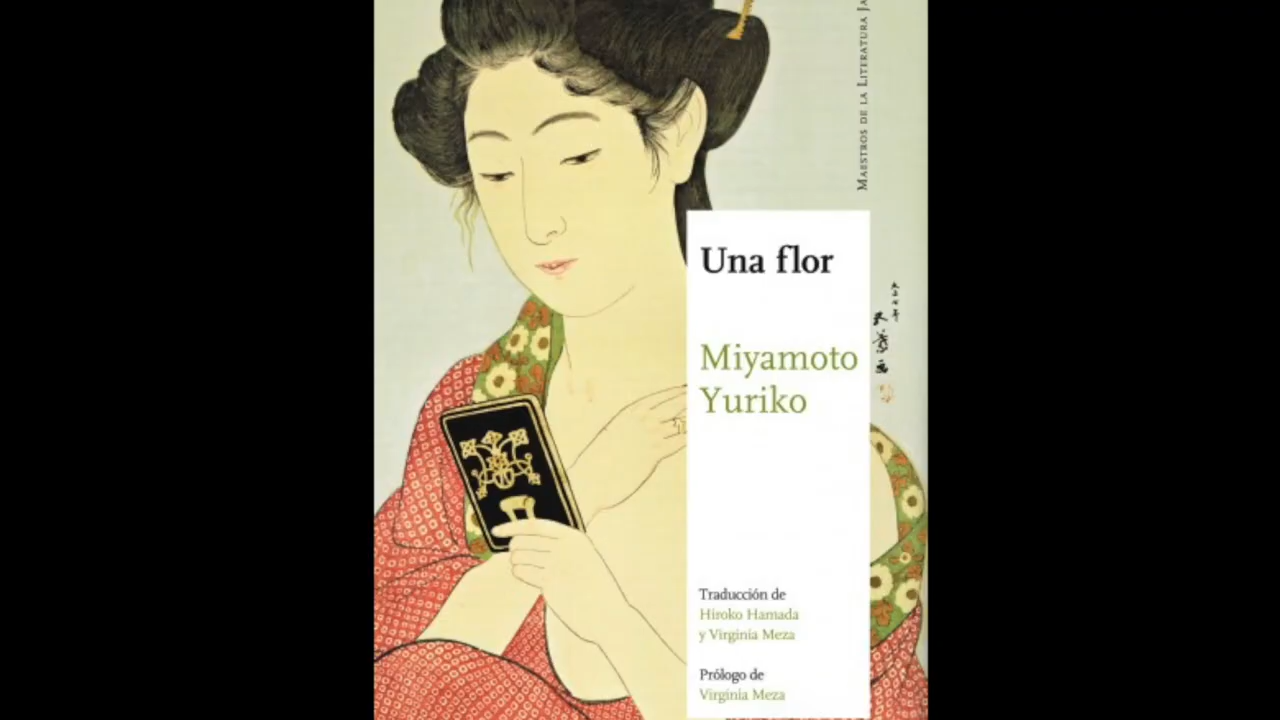 MAESTROS DE LA LITERATURA JA
Una flor
Miyamoto
Yuriko
Traducción de
Hiroko Hamada
y Virginia Meza
Prólogo de
Virginia Meza